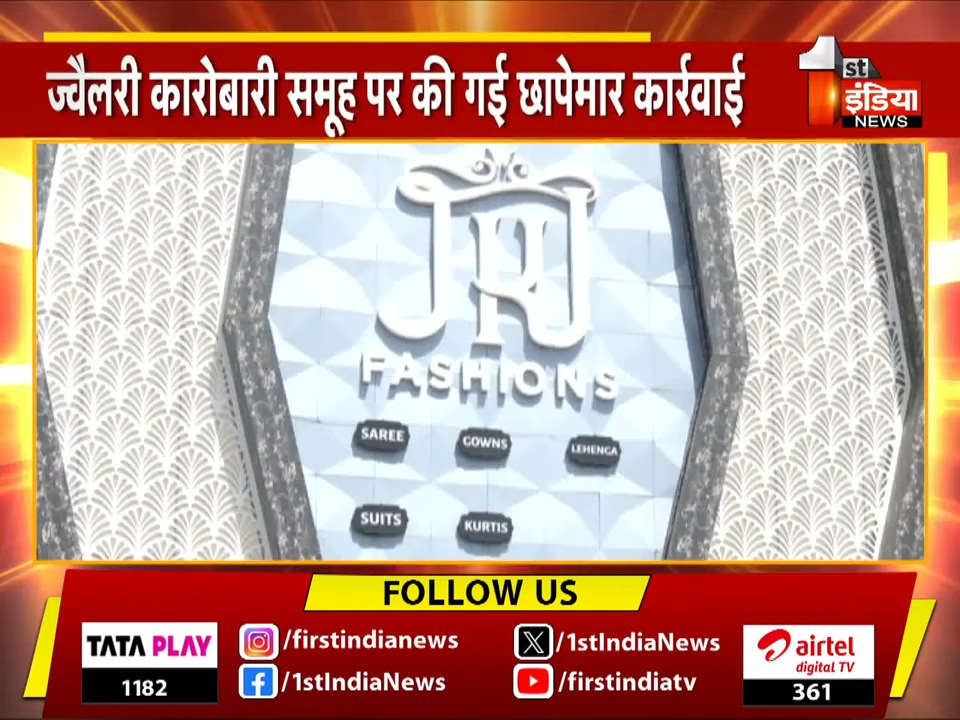 ज्वैलरी कारोबारी समूह पर की गई छापेमार कार्रवाई
1st
इंडिया
NEWS
JPJ
FASHIONS
SAREE
GOWNS
LEHENGA
SUITS
KURTIS
FOLLOW US
TATA PLAY
1182
/firstindianews
/1stIndiaNews
/1stIndiaNews
/firstindiatv
airtel
digital TV
361